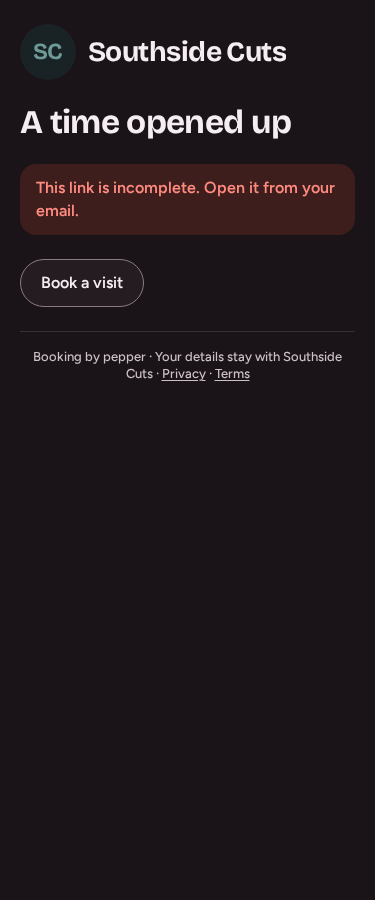 SC
Southside Cuts
A time opened up
This link is incomplete. Open it from your
email.
Book a visit
Booking by pepper · Your details stay with Southside
Cuts · Privacy · Terms